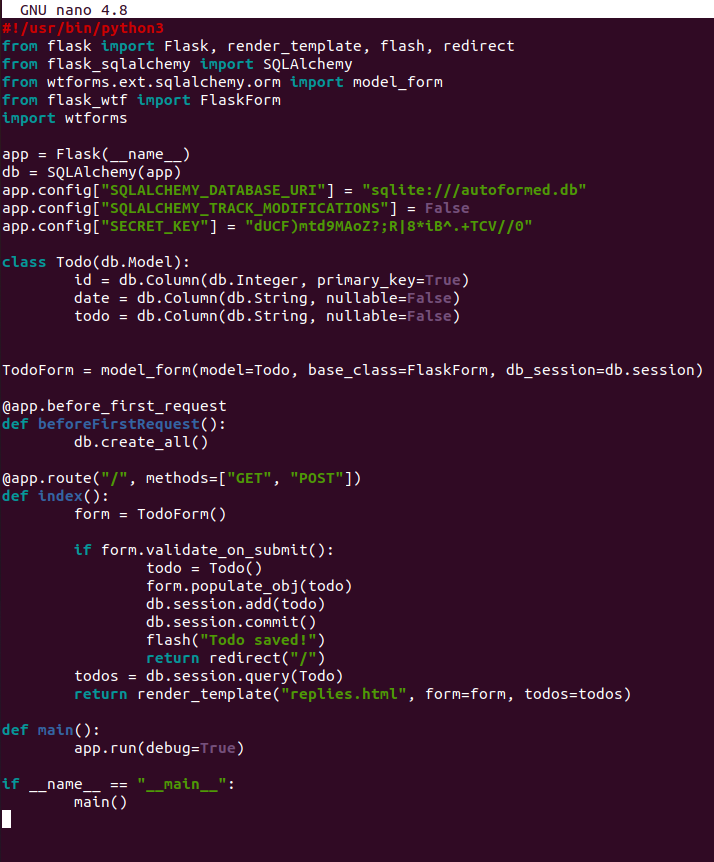 GNU nano 4.8
#!/usr/bin/python3
from flask import Flask, render_template, flash, redirect
from flask_sqlalchemy import SQLAlchemy
from wtforms.ext.sqlalchemy.orm import model_form
from flask_wtf import FlaskForm
import wtforms

app = Flask(__name__)
db = SQLAlchemy(app)
app.config["SQLALCHEMY_DATABASE_URI"] = "sqlite:///autoformed.db"
app.config["SQLALCHEMY_TRACK_MODIFICATIONS"] = False
app.config["SECRET_KEY"] = "dUCF)mtd9MAoZ?;R|8*iB^.+TCV//0"

class Todo(db.Model):
        id = db.Column(db.Integer, primary_key=True)
        date = db.Column(db.String, nullable=False)
        todo = db.Column(db.String, nullable=False)


TodoForm = model_form(model=Todo, base_class=FlaskForm, db_session=db.session)

@app.before_first_request
def beforeFirstRequest():
        db.create_all()

@app.route("/", methods=["GET", "POST"])
def index():
        form = TodoForm()

        if form.validate_on_submit():
                todo = Todo()
                form.populate_obj(todo)
                db.session.add(todo)
                db.session.commit()
                flash("Todo saved!")
                return redirect("/")
        todos = db.session.query(Todo)
        return render_template("replies.html", form=form, todos=todos)

def main():
        app.run(debug=True)

if __name__ == "__main__":
        main()